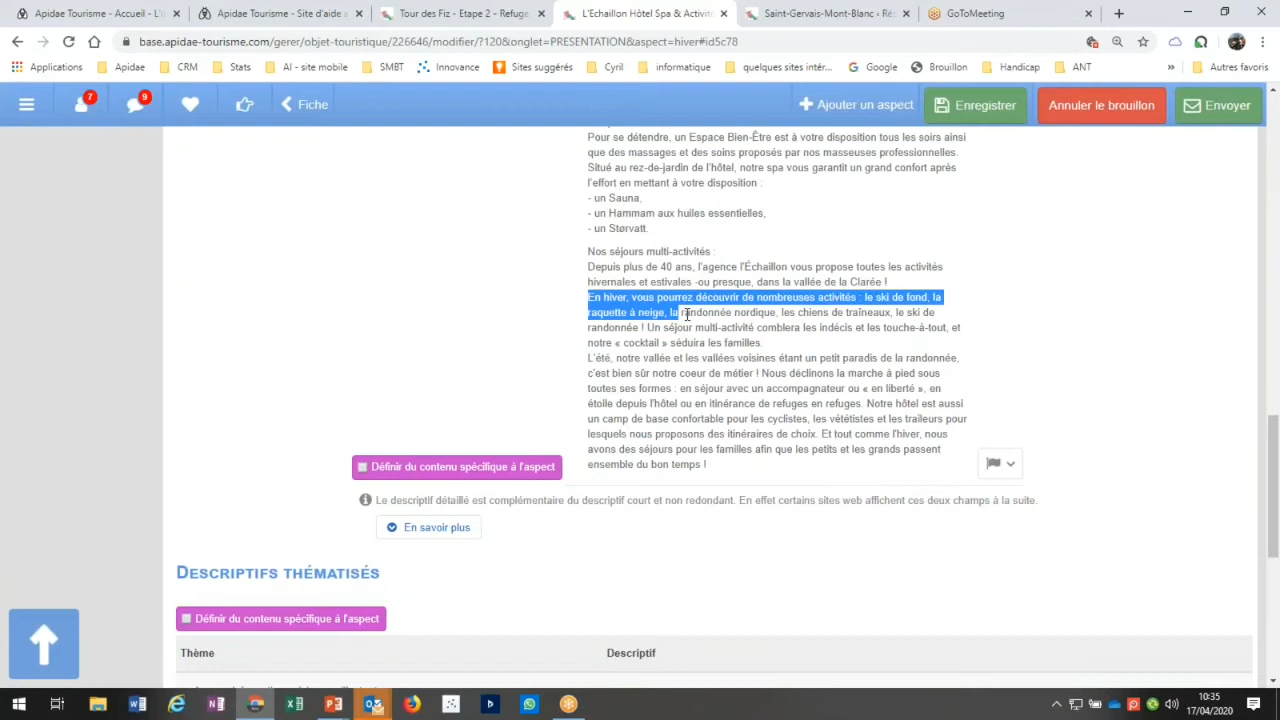 Apidae Tourisme - Accueil - L'i
Apidae Tourisme - Site d'aide a
Tour des Fiz - Etape 2 - Refuge
L'Echaillon Hôtel Spa & Activité
Saint-Gervais-Mont-Blanc • Rés
GoToMeeting
base.apidae-tourisme.com/gerer/objet-touristique/226646/modifier/?120&onglet=PRESENTATION&aspect=hiver#id5c78
Applications Apidae CRM Stats AI - site mobile SMBT Innovance Sites suggérés Cyril informatique quelques sites intér... Google Brouillon Handicap ANT » Autres favoris
7 9 Fiche Ajouter un aspect Enregistrer Annuler le brouillon Envoyer
Pour se détendre, un Espace Bien-Être est à votre disposition tous les soirs ainsi
que des massages et des soins proposés par nos masseuses professionnelles.
Situé au rez-de-jardin de l'hôtel, notre spa vous garantit un grand confort après
l'effort en mettant à votre disposition :
- un Sauna,
- un Hammam aux huiles essentielles,
- un Størvatt.
Nos séjours multi-activités :
Depuis plus de 40 ans, l'agence l'Échaillon vous propose toutes les activités
hivernales et estivales -ou presque, dans la vallée de la Clarée !
En hiver, vous pourrez découvrir de nombreuses activités : le ski de fond, la
raquette à neige, la randonnée nordique, les chiens de traîneaux, le ski de
randonnée ! Un séjour multi-activité comblera les indécis et les touche-à-tout, et
notre « cocktail » séduira les familles.
L'été, notre vallée et les vallées voisines étant un petit paradis de la randonnée,
c'est bien sûr notre coeur de métier ! Nous déclinons la marche à pied sous
toutes ses formes : en séjour avec un accompagnateur ou « en liberté », en
étoile depuis l'hôtel ou en itinérance de refuges en refuges. Notre hôtel est aussi
un camp de base confortable pour les cyclistes, les vététistes et les traileurs pour
lesquels nous proposons des itinéraires de choix. Et tout comme l'hiver, nous
avons des séjours pour les familles afin que les petits et les grands passent
ensemble du bon temps !
Définir du contenu spécifique à l'aspect
Le descriptif détaillé est complémentaire du descriptif court et non redondant. En effet certains sites web affichent ces deux champs à la suite.
En savoir plus
Descriptifs thématisés
Définir du contenu spécifique à l'aspect
Thème Descriptif
10:35
17/04/2020